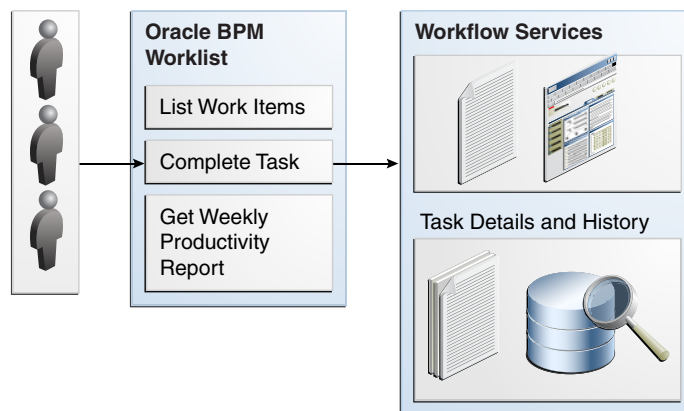 Oracle BPM
Worklist
List Work Items
Complete Task
Get Weekly
Productivity
Report
Workflow Services
Task Details and History